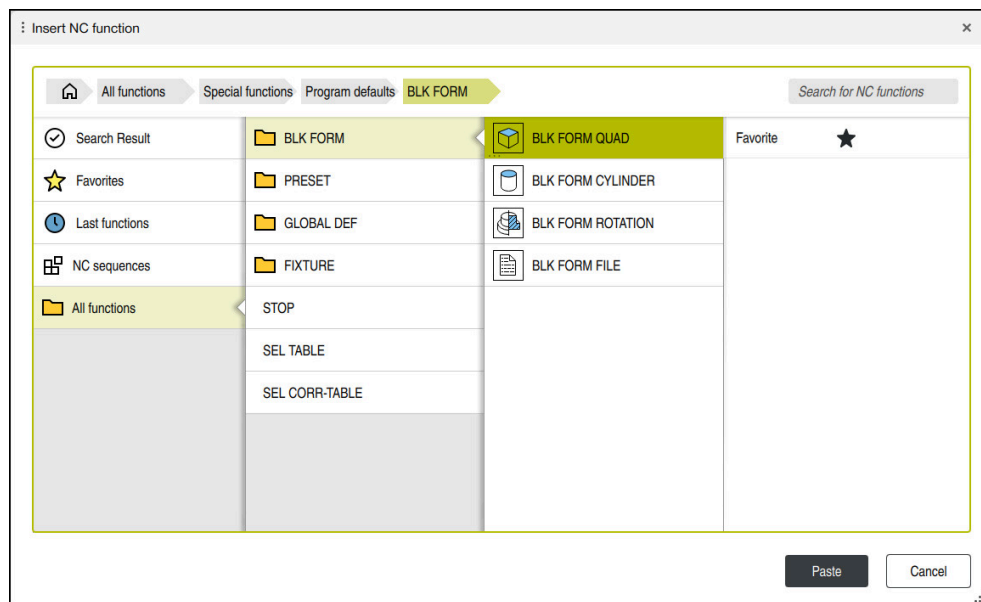 Insert NC function
All functions
Special functions
Program defaults
BLK FORM
Search for NC functions
Search Result
Favorites
Last functions
NC sequences
All functions
BLK FORM
PRESET
GLOBAL DEF
FIXTURE
STOP
SEL TABLE
SEL CORR-TABLE
BLK FORM QUAD
BLK FORM CYLINDER
BLK FORM ROTATION
BLK FORM FILE
Favorite
Paste
Cancel